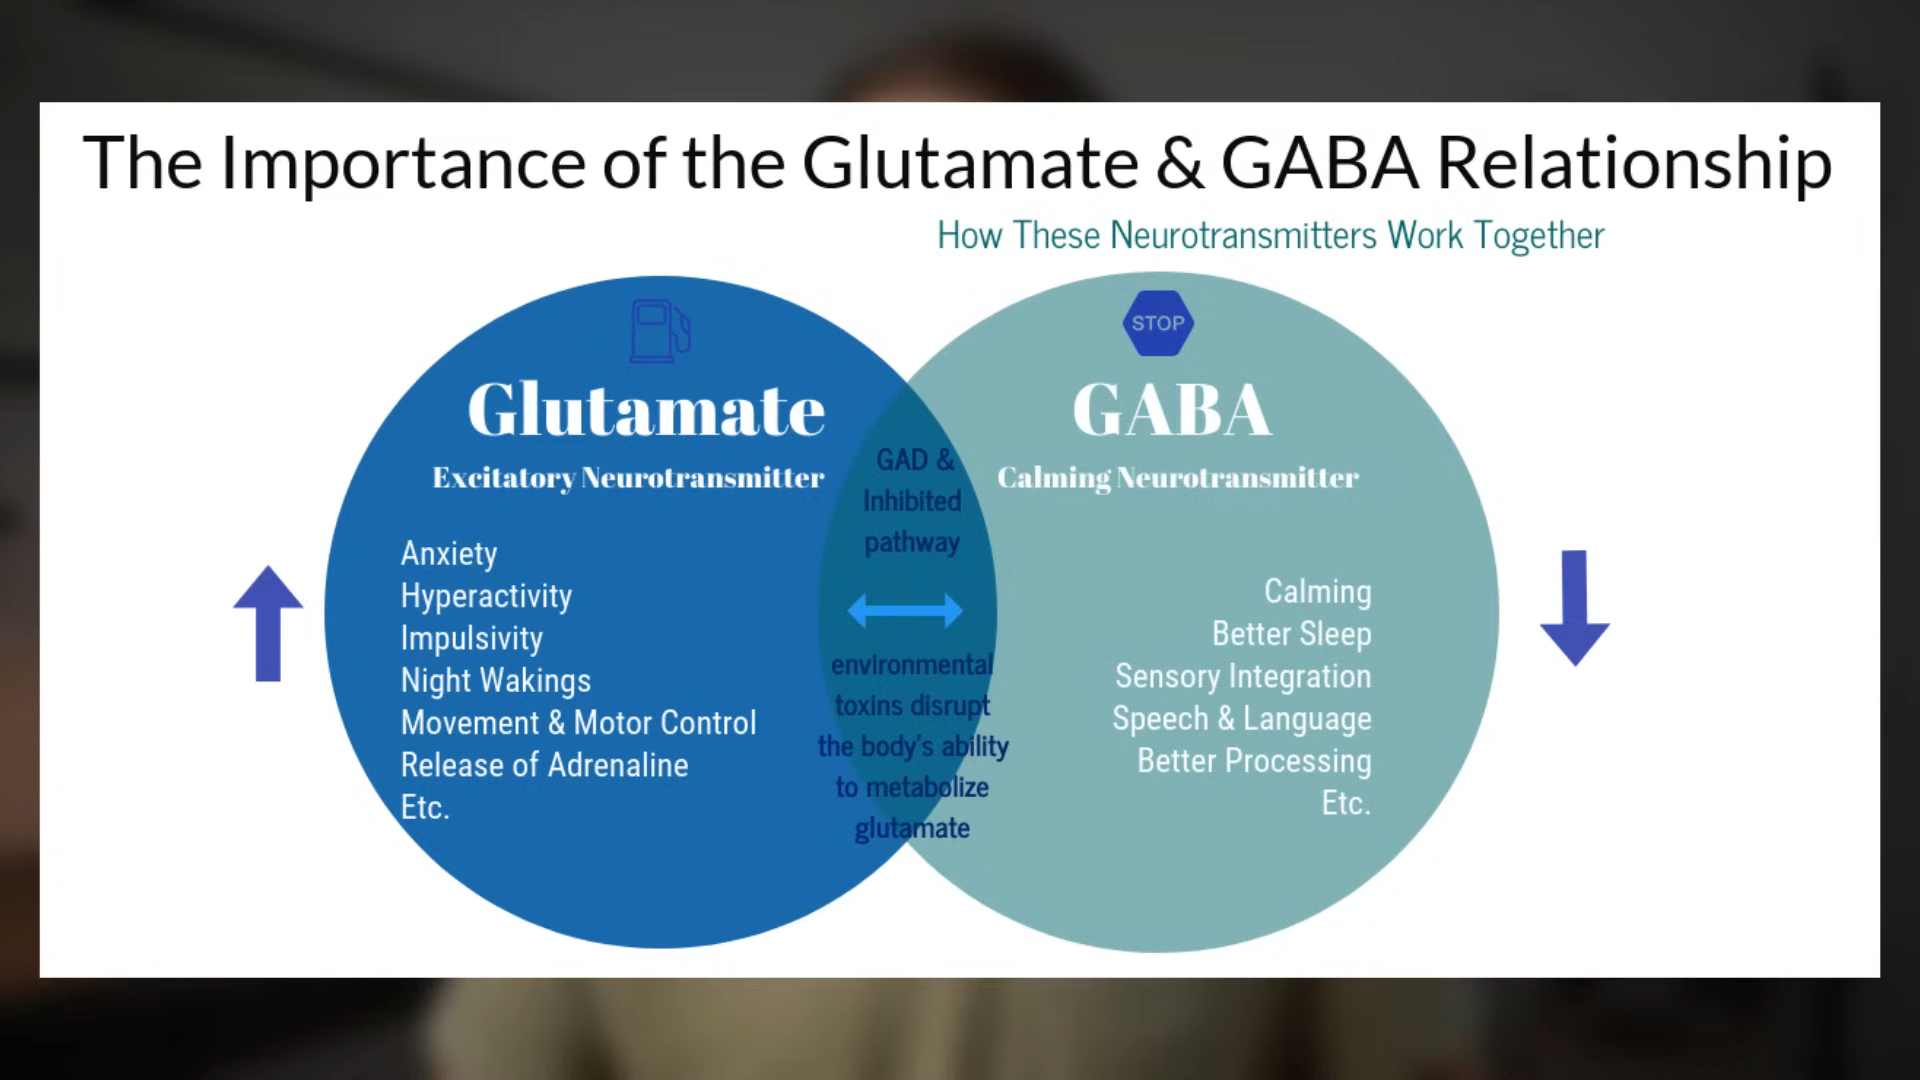 The Importance of the Glutamate & GABA Relationship
How These Neurotransmitters Work Together
Glutamate
Excitatory Neurotransmitter
Anxiety
Hyperactivity
Impulsivity
Night Wakings
Movement & Motor Control
Release of Adrenaline
Etc.
GAD &
Inhibited
pathway
environmental
toxins disrupt
the body's ability
to metabolize
glutamate
STOP
GABA
Calming Neurotransmitter
Calming
Better Sleep
Sensory Integration
Speech & Language
Better Processing
Etc.